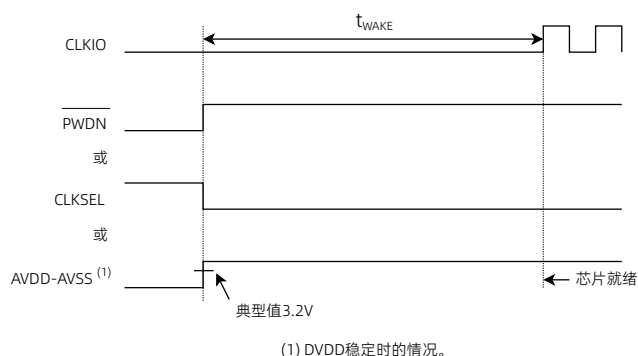 t_WAKE
CLKIO
PWDN
或
CLKSEL
或
AVDD-AVSS (1)
芯片就绪
典型值3.2V
(1) DVDD稳定时的情况。